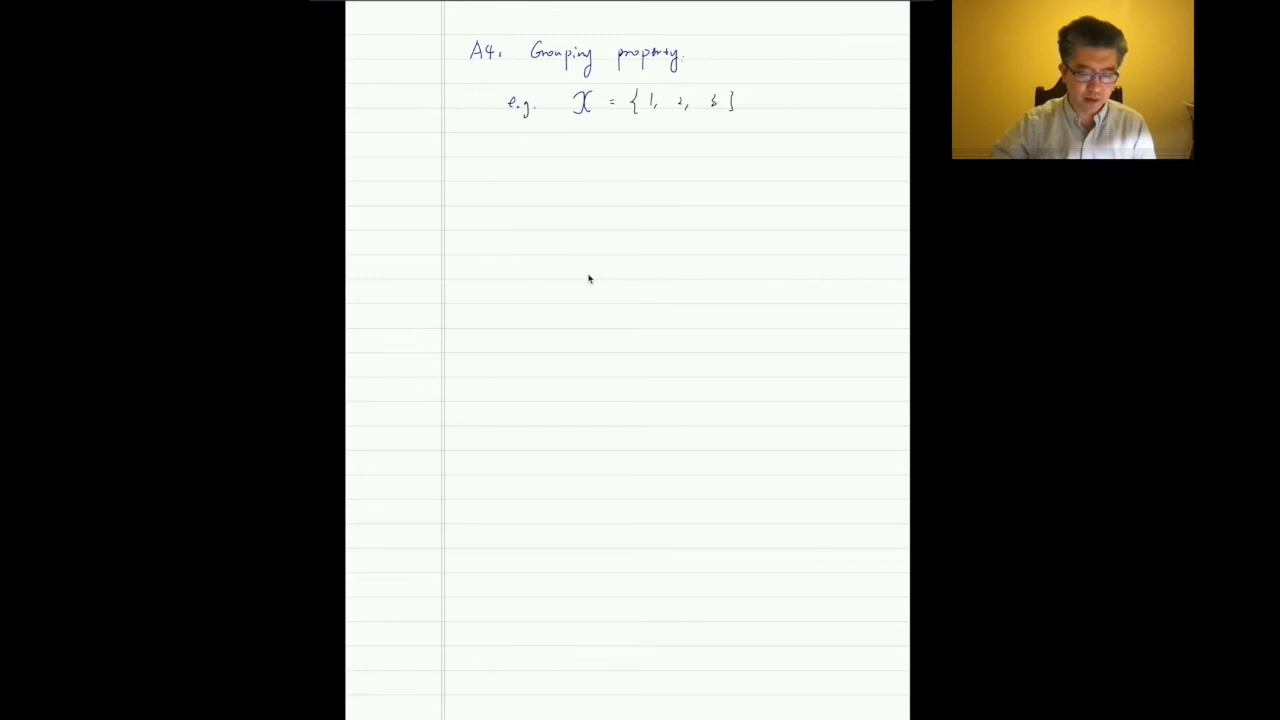 A4. Grouping property.
e.g. X = { 1, 2, 3 }